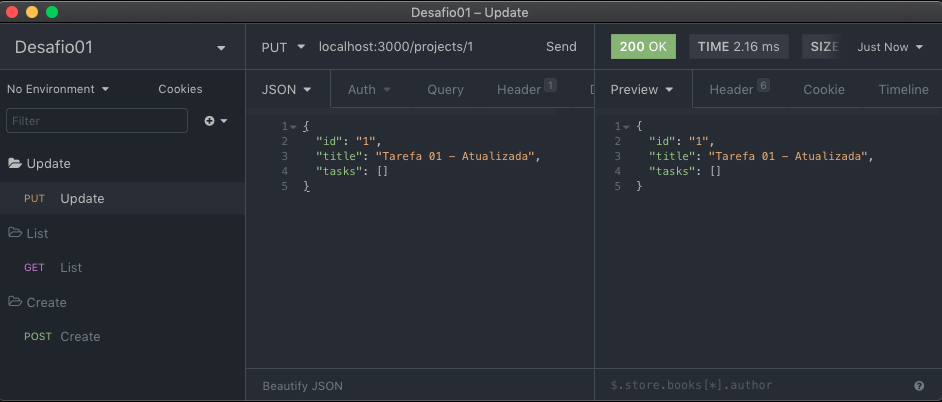 Desafio01 – Update
Desafio01
No Environment
Cookies
Filter
Update
PUT Update
List
GET List
Create
POST Create
PUT localhost:3000/projects/1 Send
JSON Auth Query Header 1
1 {
2 "id": "1",
3 "title": "Tarefa 01 - Atualizada",
4 "tasks": []
5 }
Beautify JSON
200 OK TIME 2.16 ms SIZE Just Now
Preview Header 6 Cookie Timeline
1 {
2 "id": "1",
3 "title": "Tarefa 01 - Atualizada",
4 "tasks": []
5 }
$.store.books[*].author